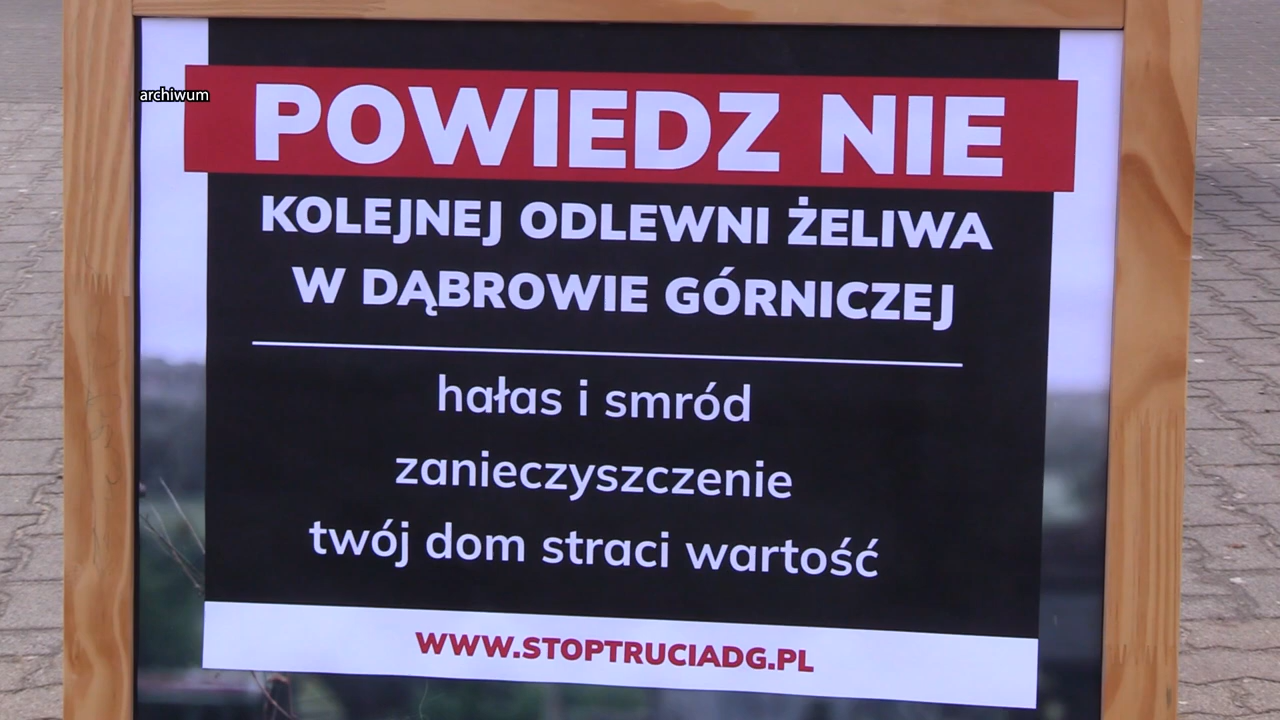 archiwum
POWIEDZ NIE
KOLEJNEJ ODLEWNI ŻELIWA
W DĄBROWIE GÓRNICZEJ
hałas i smród
zanieczyszczenie
twój dom straci wartość
WWW.STOPTRUCIADG.PL